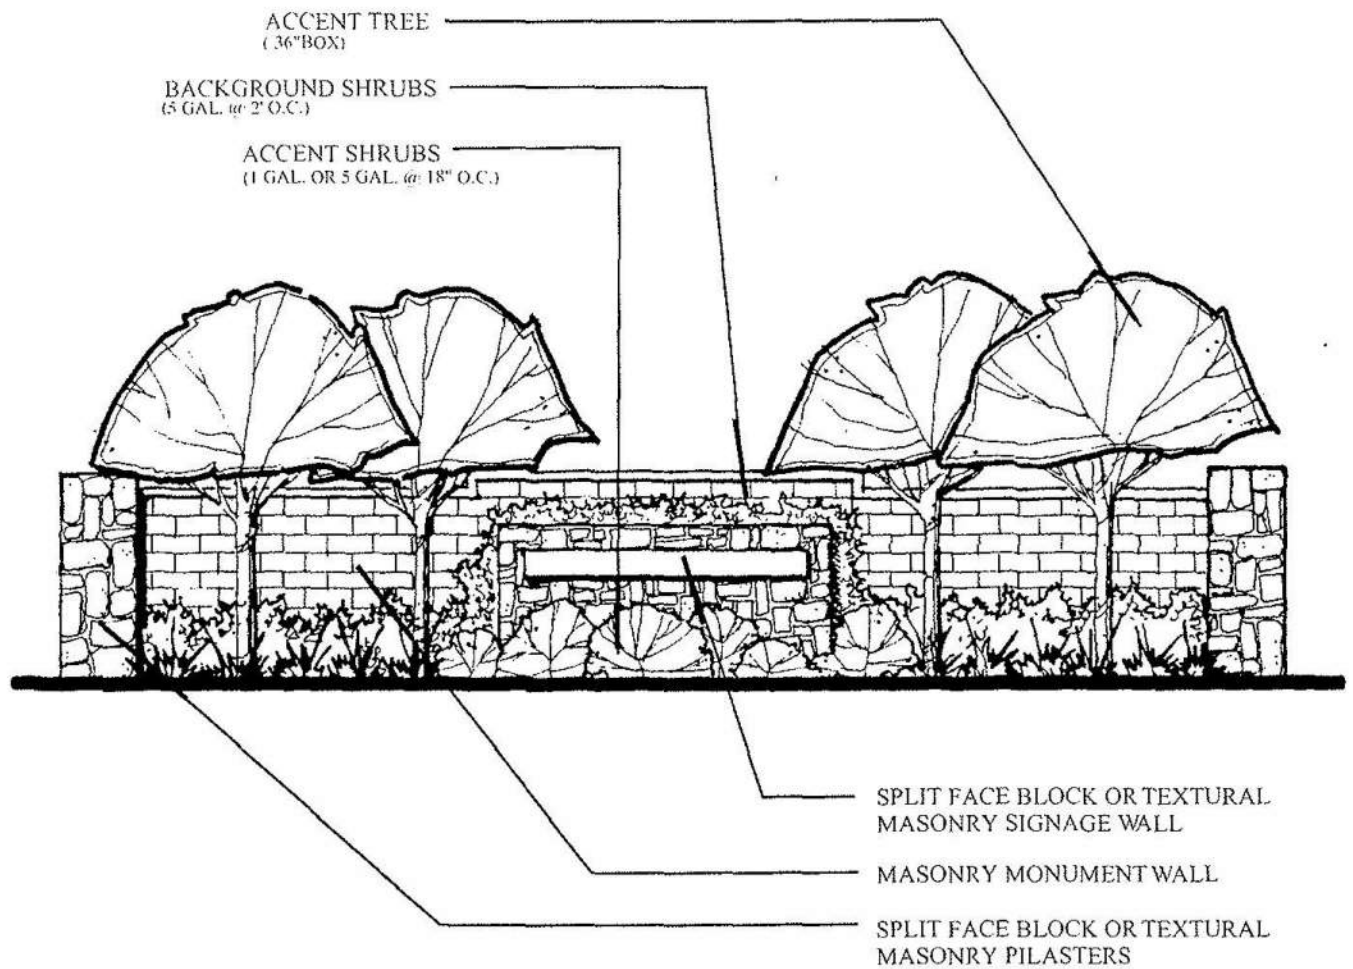 ACCENT TREE
( 36"BOX)
BACKGROUND SHRUBS
(5 GAL. @ 2' O.C.)
ACCENT SHRUBS
(1 GAL. OR 5 GAL. @ 18" O.C.)
SPLIT FACE BLOCK OR TEXTURAL
MASONRY SIGNAGE WALL
MASONRY MONUMENT WALL
SPLIT FACE BLOCK OR TEXTURAL
MASONRY PILASTERS